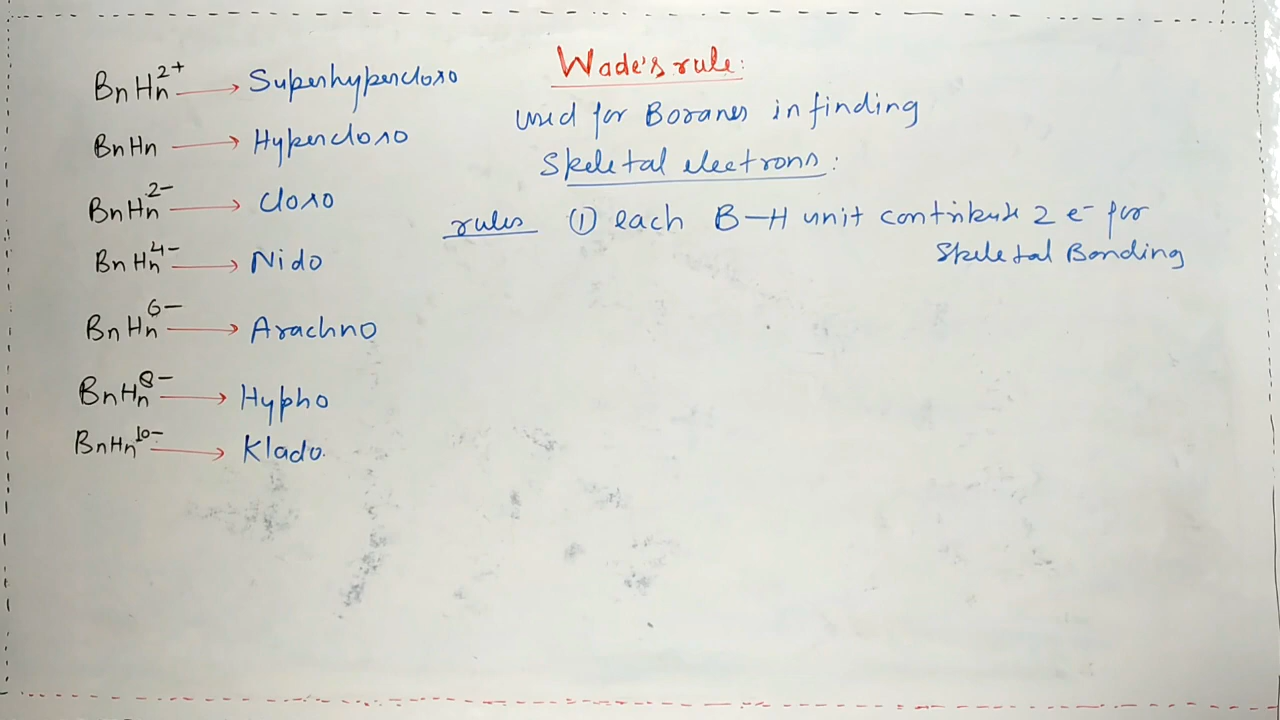 BnHn2+ → Superhypercloso
BnHn → Hypercloso
BnHn2- → Closo
BnHn4- → Nido
BnHn6- → Arachno
BnHn8- → Hypho
BnHn10- → Klado.
Wade's rule:
used for Boranes in finding
Skeletal electrons:
rules ① each B-H unit contribute 2 e- for
Skeletal Bonding